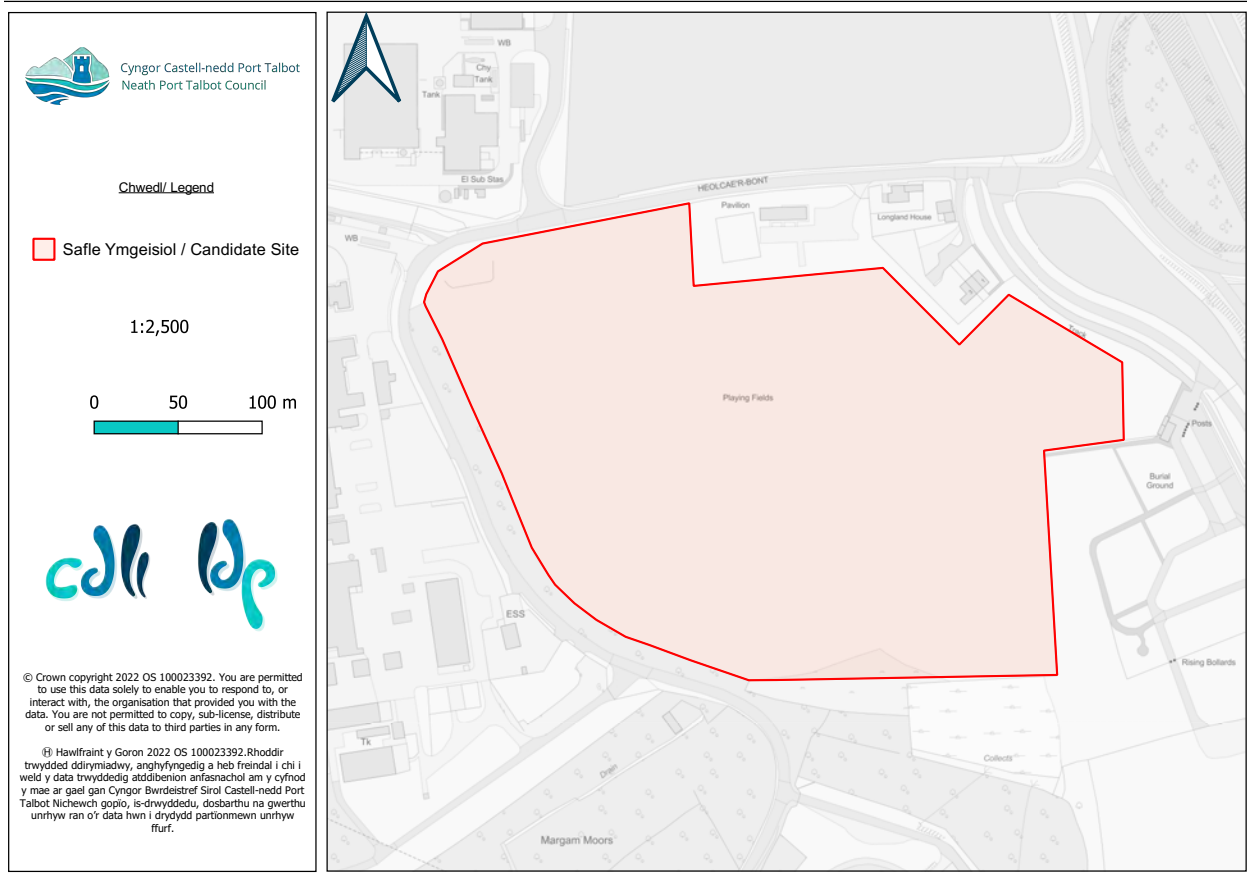 Cyngor Castell-nedd Port Talbot
Neath Port Talbot Council
Chwedl/ Legend
Safle Ymgeisiol / Candidate Site
1:2,500
0 50 100 m
cdll ldp
© Crown copyright 2022 OS 100023392. You are permitted
to use this data solely to enable you to respond to, or
interact with, the organisation that provided you with the
data. You are not permitted to copy, sub-license, distribute
or sell any of this data to third parties in any form.
Ⓗ Hawlfraint y Goron 2022 OS 100023392.Rhoddir
trwydded ddirymiadwy, anghyfyngedig a heb freindal i chi i
weld y data trwyddedig atddibenion anfasnachol am y cyfnod
y mae ar gael gan Cyngor Bwrdeistref Sirol Castell-nedd Port
Talbot Nichewch gopïo, is-drwyddedu, dosbarthu na gwerthu
unrhyw ran o'r data hwn i drydydd partïonmewn unrhyw
ffurf.
WB
Chy
Tank
Tank
El Sub Stas
HEOLCAE'R-BONT
Pavilion
Longland House
WB
Track
Playing Fields
Posts
Burial
Ground
ESS
Rising Bollards
Tk
Drain
Collects
Margam Moors